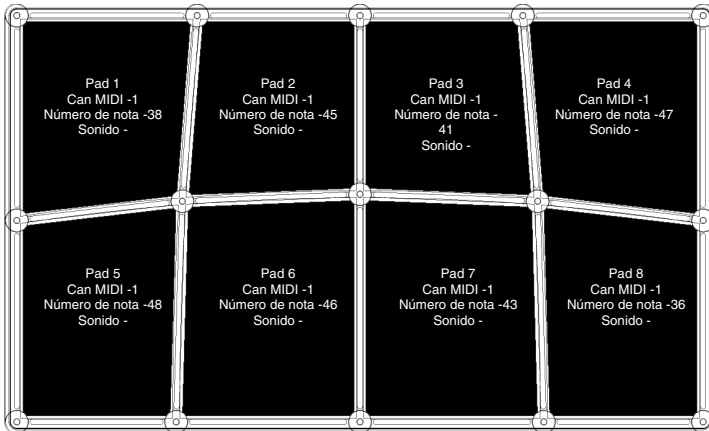 Pad 1
Can MIDI -1
Número de nota -38
Sonido -
Pad 2
Can MIDI -1
Número de nota -45
Sonido -
Pad 3
Can MIDI -1
Número de nota -
41
Sonido -
Pad 4
Can MIDI -1
Número de nota -47
Sonido -
Pad 5
Can MIDI -1
Número de nota -48
Sonido -
Pad 6
Can MIDI -1
Número de nota -46
Sonido -
Pad 7
Can MIDI -1
Número de nota -43
Sonido -
Pad 8
Can MIDI -1
Número de nota -36
Sonido -